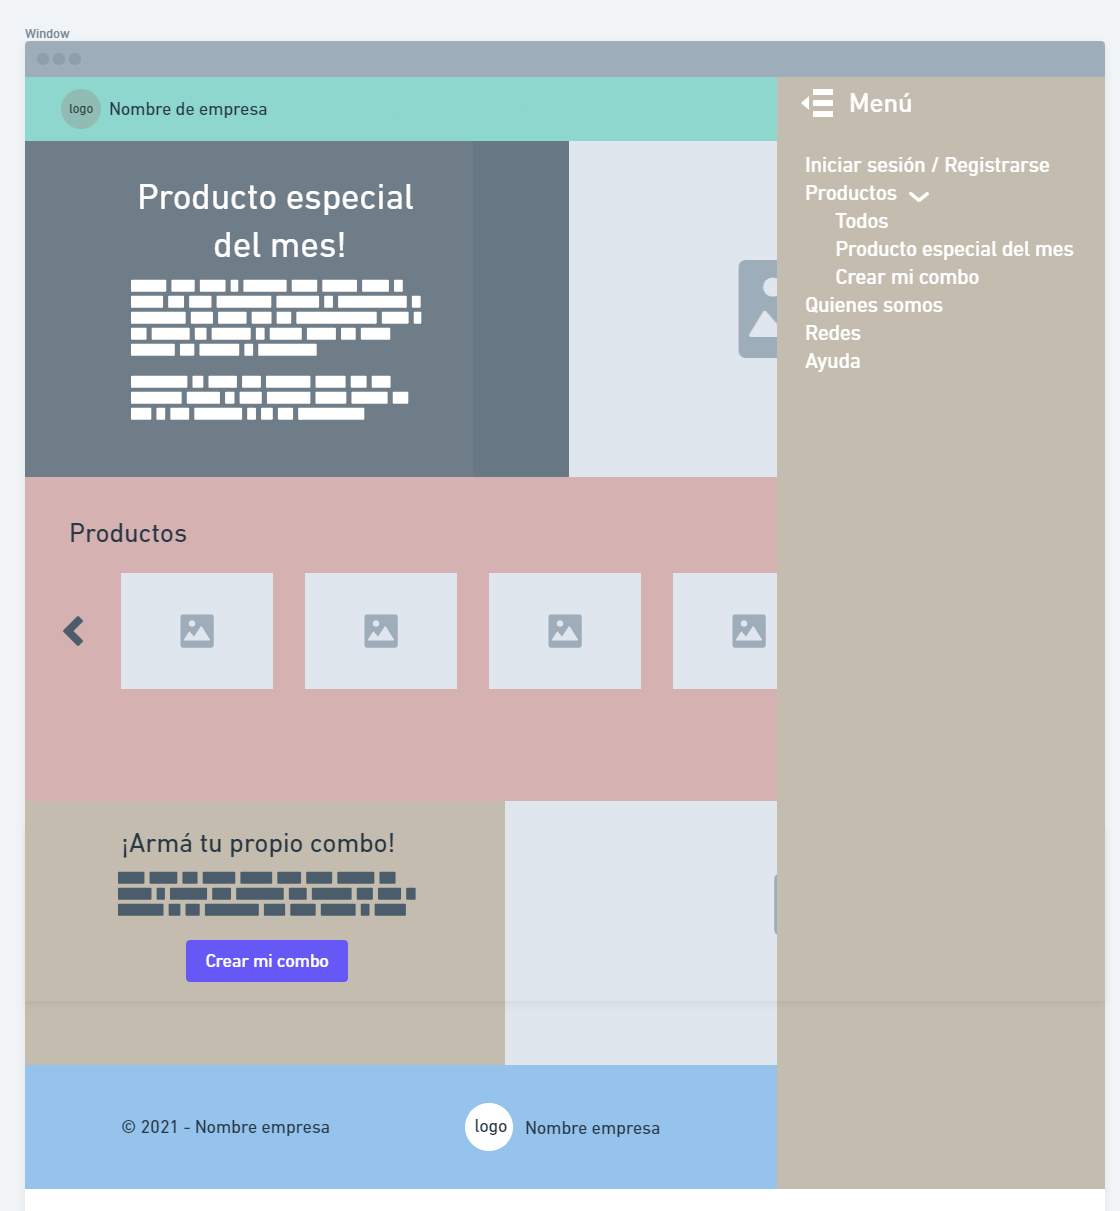 Window
logo
Nombre de empresa
Menú
Iniciar sesión / Registrarse
Productos
Todos
Producto especial del mes
Crear mi combo
Quienes somos
Redes
Ayuda
Producto especial
del mes!
Productos
¡Armá tu propio combo!
Crear mi combo
© 2021 - Nombre empresa
logo
Nombre empresa